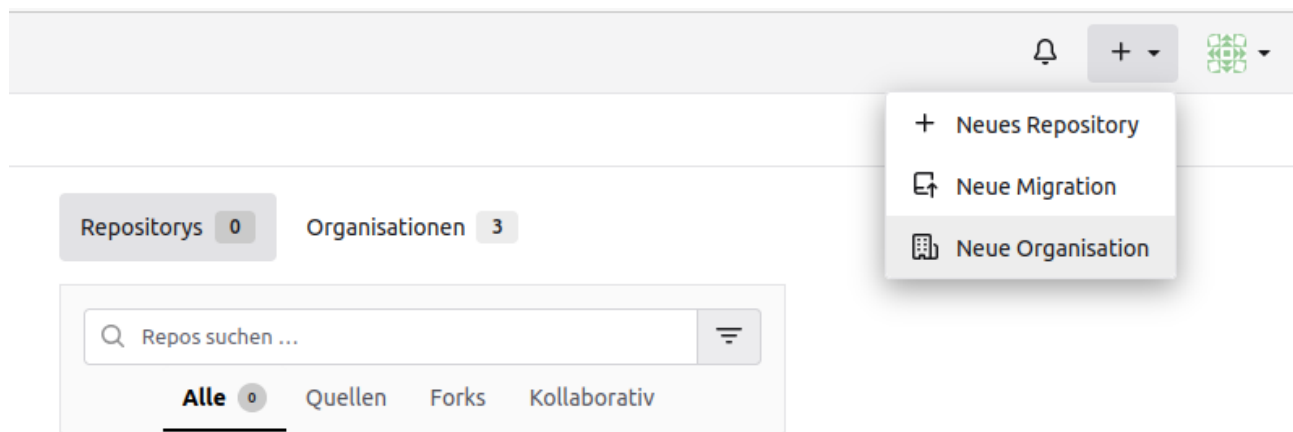 Neues Repository
Neue Migration
Repositorys 0 Organisationen 3
Neue Organisation
Repos suchen ...
Alle 0 Quellen Forks Kollaborativ